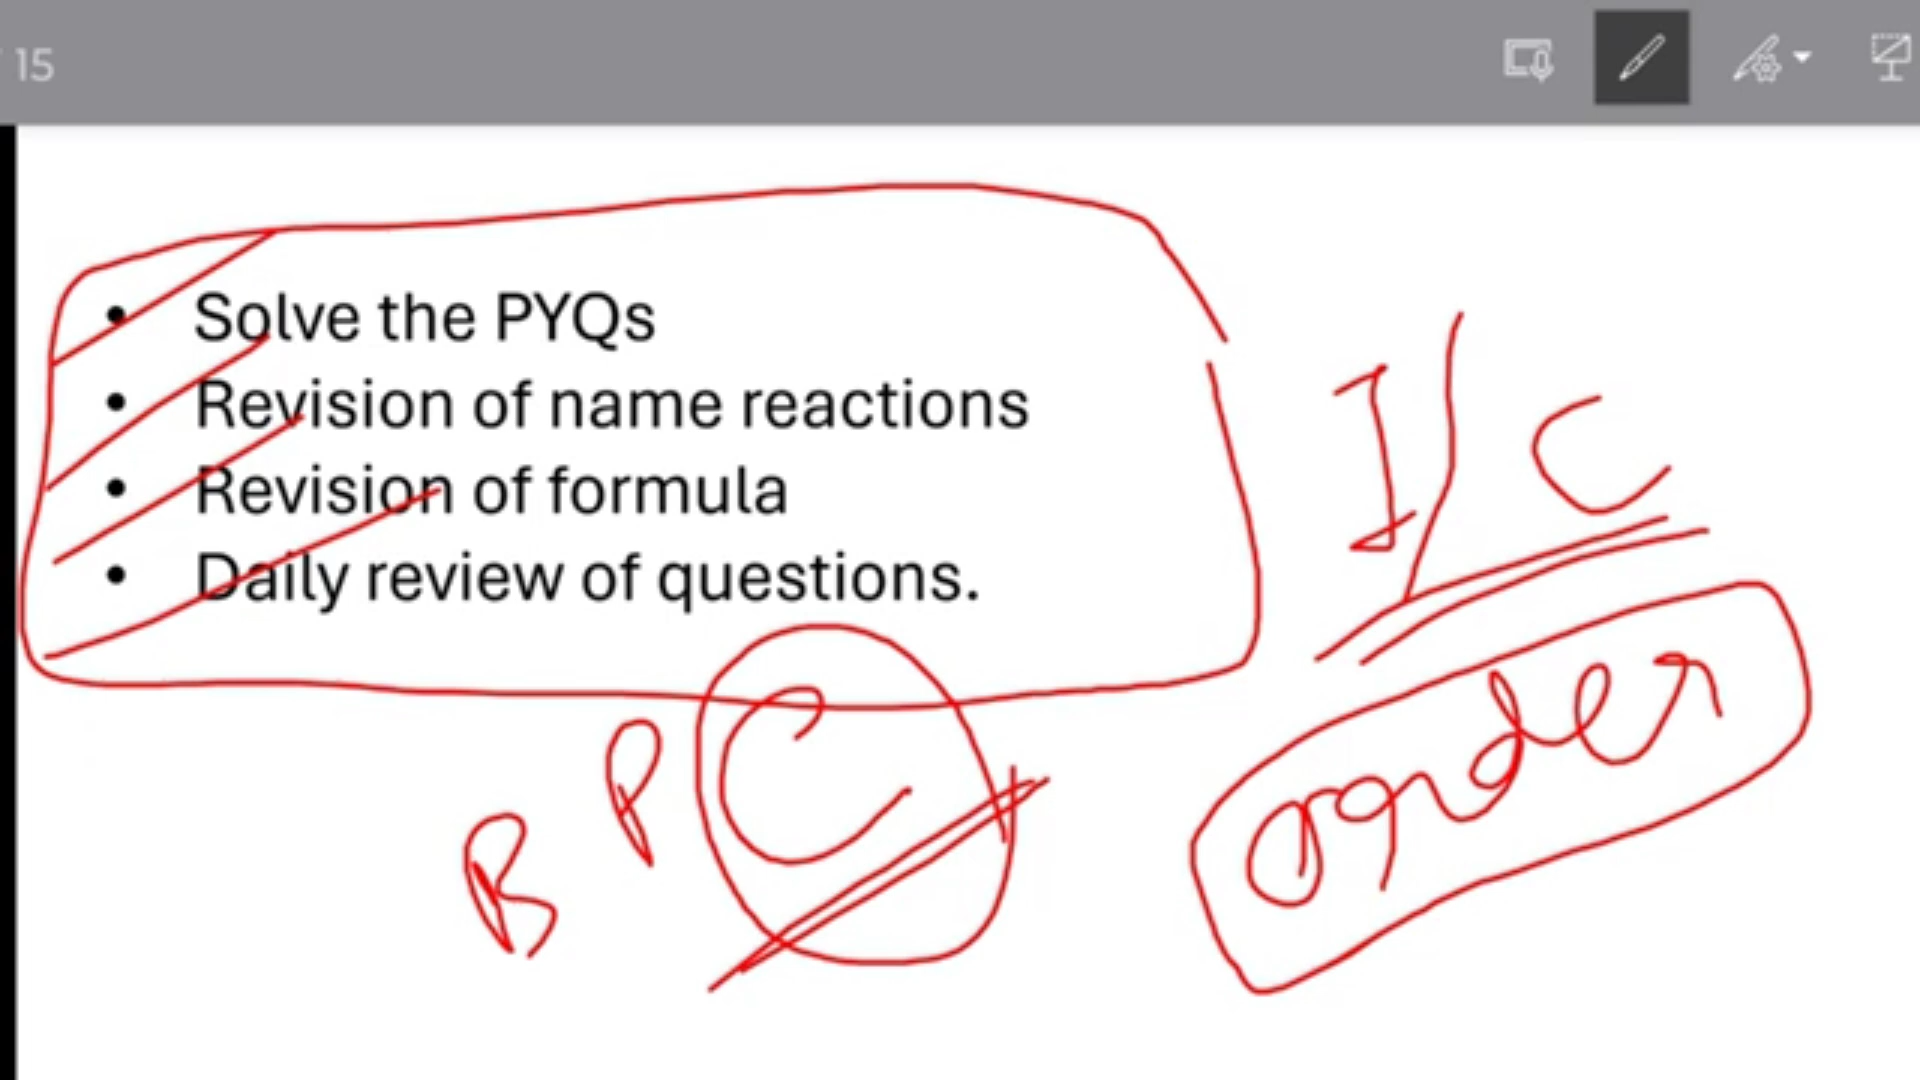 15
• Solve the PYQs
• Revision of name reactions
• Revision of formula
• Daily review of questions.
I/C
order
B P C